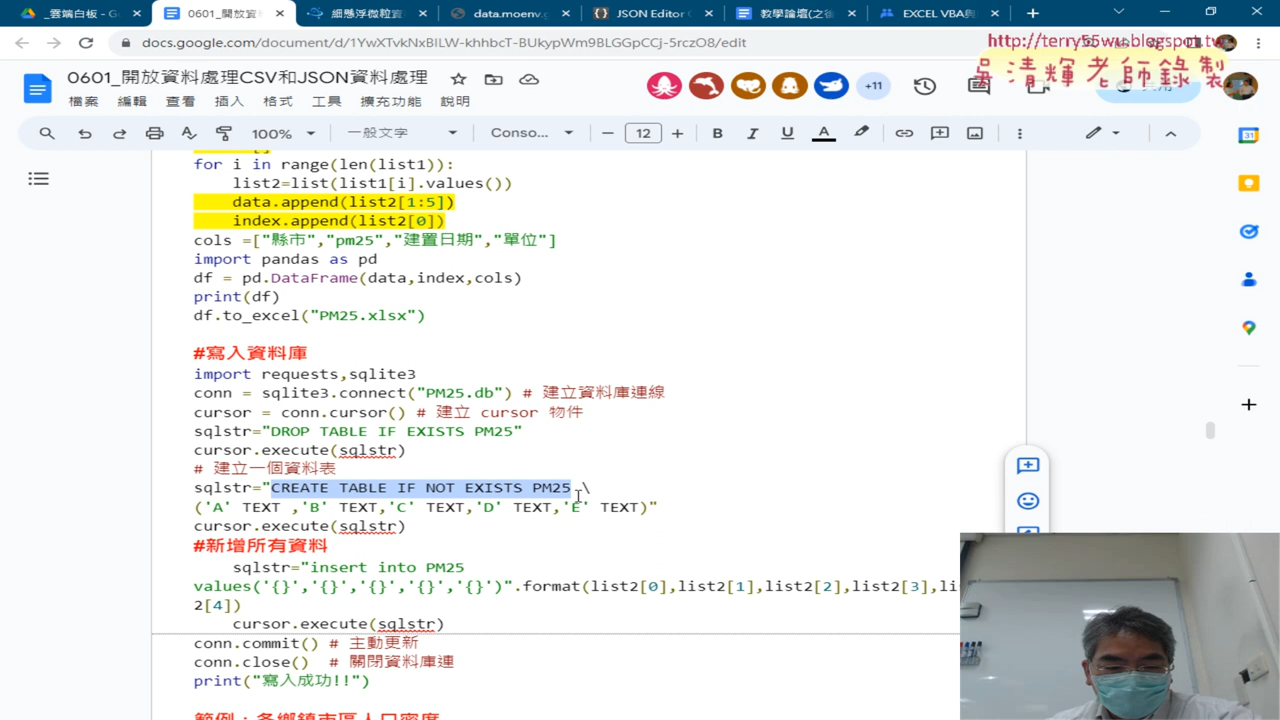 _雲端白板 - G
0601_開放資料
細懸浮微粒資
data.moenv.g
JSON Editor
教學論壇(之後
EXCEL VBA與
docs.google.com/document/d/1YwXTvkNxBILW-khhbcT-BUkypWm9BLGGpCCj-5rczO8/edit
http://terry55wu.blogspot.tw
吳清輝老師錄製
0601_開放資料處理CSV和JSON資料處理
檔案 編輯 查看 插入 格式 工具 擴充功能 說明
+11
100% 一般文字 Conso... 12 B I U A
for i in range(len(list1)):
list2=list(list1[i].values())
data.append(list2[1:5])
index.append(list2[0])
cols =["縣市","pm25","建置日期","單位"]
import pandas as pd
df = pd.DataFrame(data,index,cols)
print(df)
df.to_excel("PM25.xlsx")
#寫入資料庫
import requests,sqlite3
conn = sqlite3.connect("PM25.db") # 建立資料庫連線
cursor = conn.cursor() # 建立 cursor 物件
sqlstr="DROP TABLE IF EXISTS PM25"
cursor.execute(sqlstr)
# 建立一個資料表
sqlstr="CREATE TABLE IF NOT EXISTS PM25 \
('A' TEXT ,'B' TEXT,'C' TEXT,'D' TEXT,'E' TEXT)"
cursor.execute(sqlstr)
#新增所有資料
sqlstr="insert into PM25
values('{}','{}','{}','{}','{}')".format(list2[0],list2[1],list2[2],list2[3],li
2[4])
cursor.execute(sqlstr)
conn.commit() # 主動更新
conn.close() # 關閉資料庫連
print("寫入成功!!")
範例：各鄉鎮市區人口密度